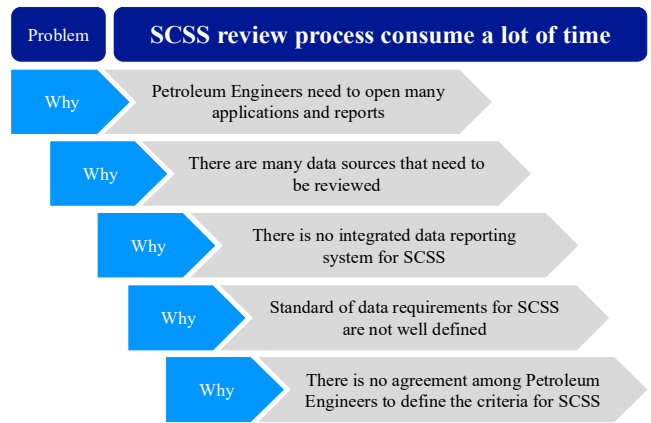 Problem
SCSS review process consume a lot of time
Why
Petroleum Engineers need to open many
applications and reports
Why
There are many data sources that need to
be reviewed
Why
There is no integrated data reporting
system for SCSS
Why
Standard of data requirements for SCSS
are not well defined
Why
There is no agreement among Petroleum
Engineers to define the criteria for SCSS